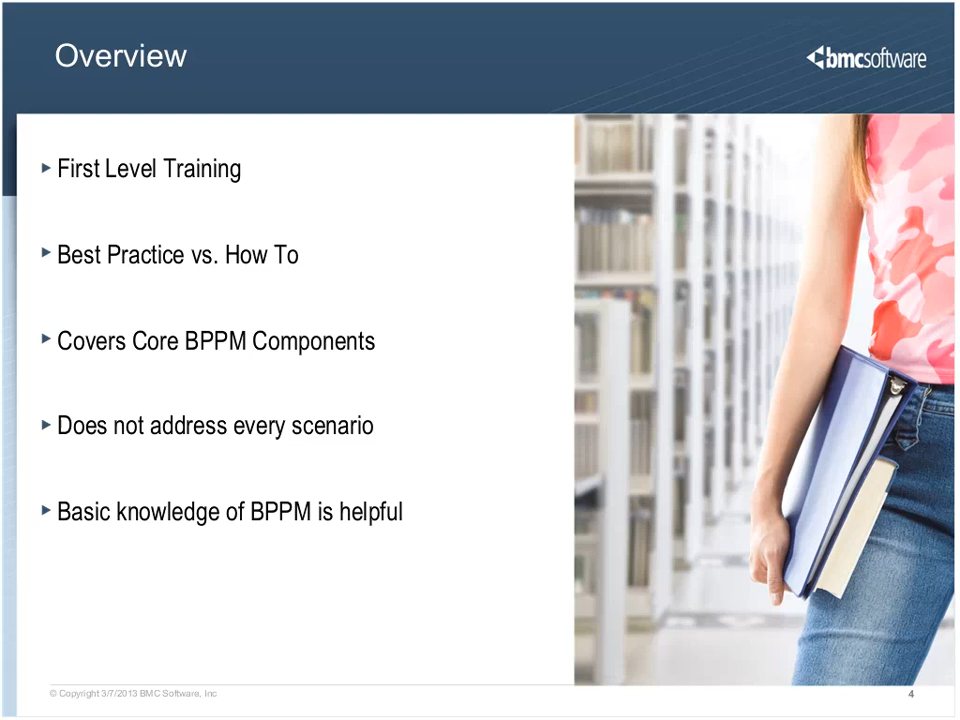 Overview
bmcsoftware
First Level Training
Best Practice vs. How To
Covers Core BPPM Components
Does not address every scenario
Basic knowledge of BPPM is helpful
© Copyright 3/7/2013 BMC Software, Inc
4